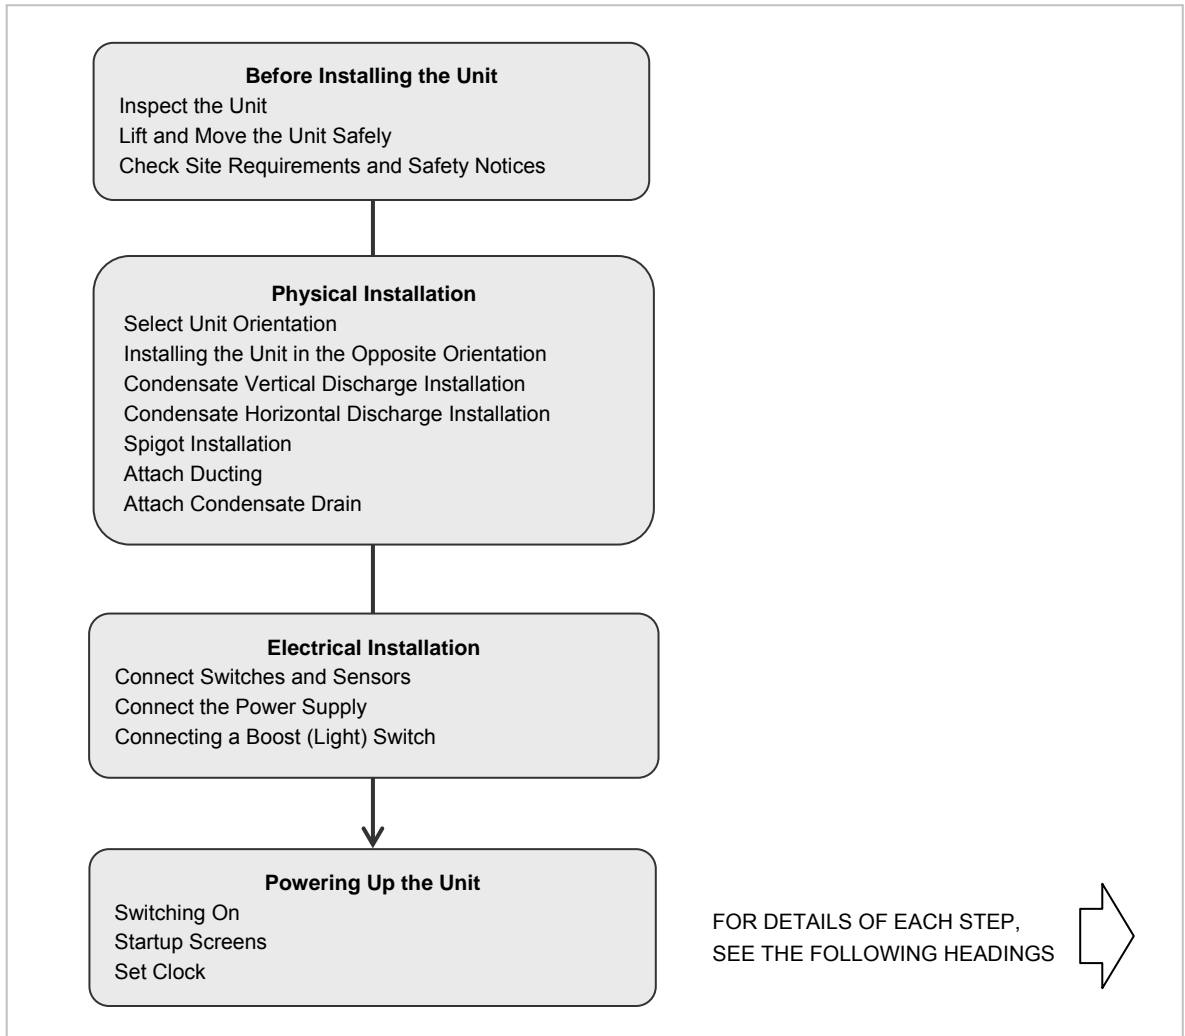 Before Installing the Unit
Inspect the Unit
Lift and Move the Unit Safely
Check Site Requirements and Safety Notices
Physical Installation
Select Unit Orientation
Installing the Unit in the Opposite Orientation
Condensate Vertical Discharge Installation
Condensate Horizontal Discharge Installation
Spigot Installation
Attach Ducting
Attach Condensate Drain
Electrical Installation
Connect Switches and Sensors
Connect the Power Supply
Connecting a Boost (Light) Switch
Powering Up the Unit
Switching On
Startup Screens
Set Clock
FOR DETAILS OF EACH STEP,
SEE THE FOLLOWING HEADINGS